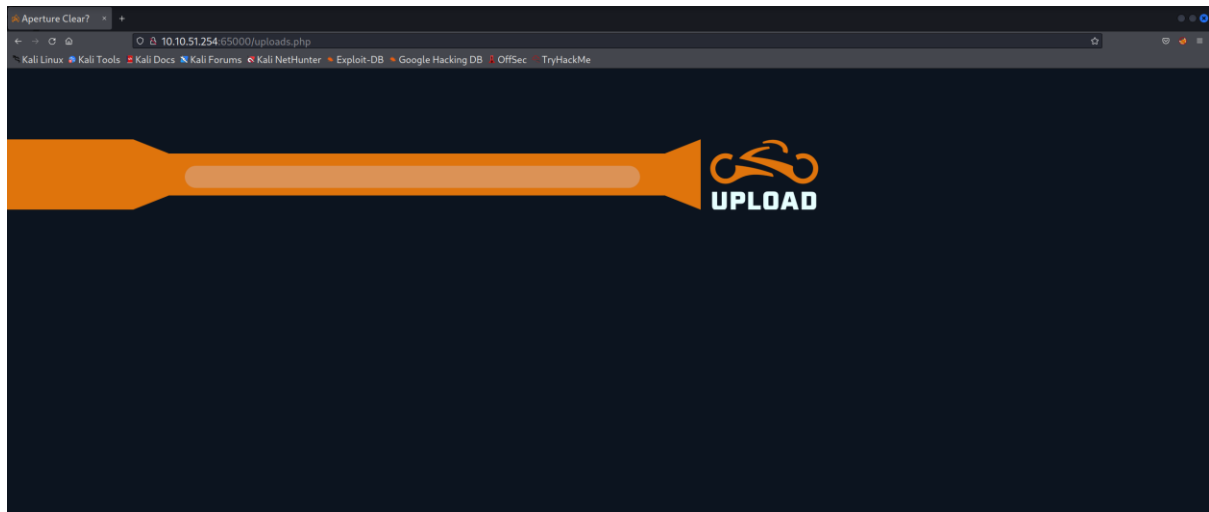 Aperture Clear?
10.10.51.254:65000/uploads.php
Kali Linux Kali Tools Kali Docs Kali Forums Kali NetHunter Exploit-DB Google Hacking DB OffSec TryHackMe
UPLOAD